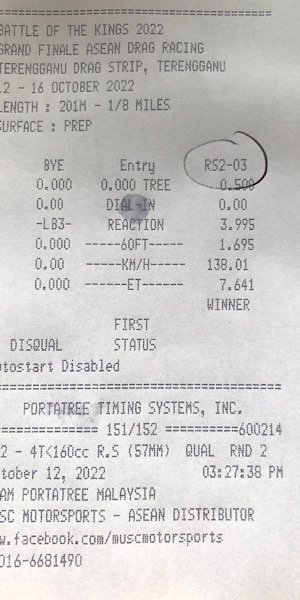 BATTLE OF THE KINGS 2022
GRAND FINALE ASEAN DRAG RACING
TERENGGANU DRAG STRIP, TERENGGANU
12 - 16 OCTOBER 2022
LENGTH : 201M - 1/8 MILES
SURFACE : PREP
BYE Entry RS2-03
0.000 0.000 TREE 0.500
0.00 DIAL-IN 0.00
-LB3- REACTION 3.995
0.000 ------60FT------ 1.695
0.00 ------KM/H------ 138.01
0.000 -------ET------- 7.641
WINNER
FIRST
DISQUAL STATUS
utostart Disabled
================================
PORTATREE TIMING SYSTEMS, INC.
============== 151/152 ==========600214
2 - 4T<160cc R.S (57MM) QUAL RND 2
tober 12, 2022 03:27:38 PM
AM PORTATREE MALAYSIA
SC MOTORSPORTS - ASEAN DISTRIBUTOR
w.facebook.com/muscmotorsports
016-6681490